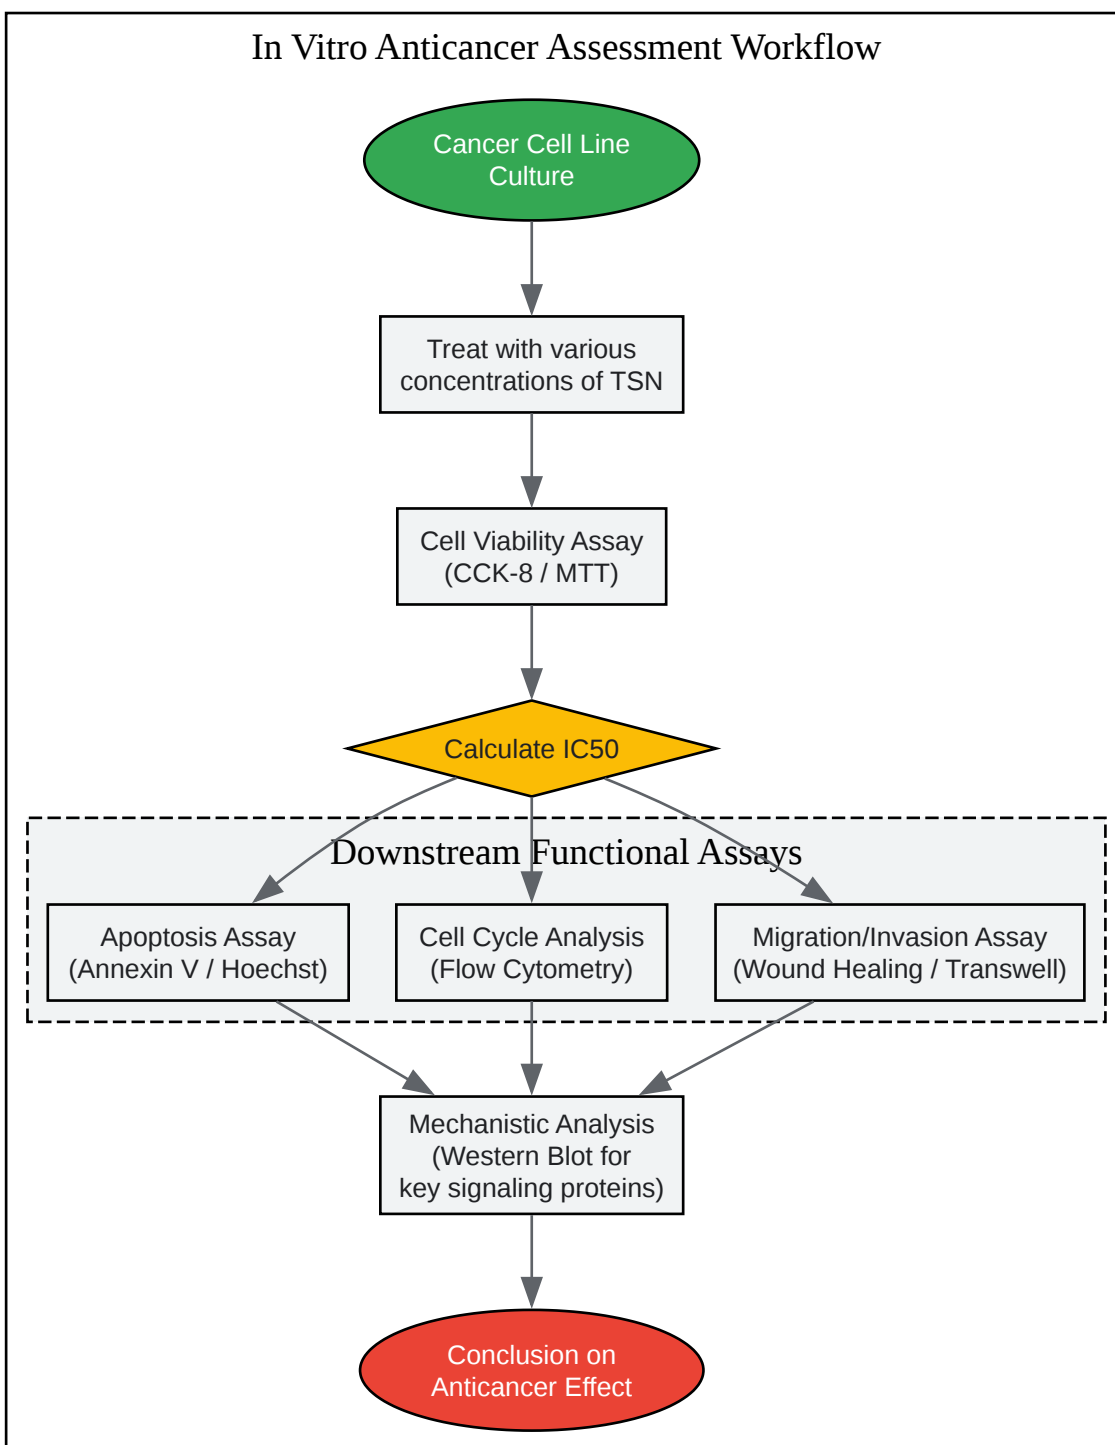 In Vitro Anticancer Assessment Workflow
Cancer Cell Line
Culture
Treat with various
concentrations of TSN
Cell Viability Assay
(CCK-8 / MTT)
Calculate IC50
Downstream Functional Assays
Apoptosis Assay
(Annexin V / Hoechst)
Cell Cycle Analysis
(Flow Cytometry)
Migration/Invasion Assay
(Wound Healing / Transwell)
Mechanistic Analysis
(Western Blot for
key signaling proteins)
Conclusion on
Anticancer Effect